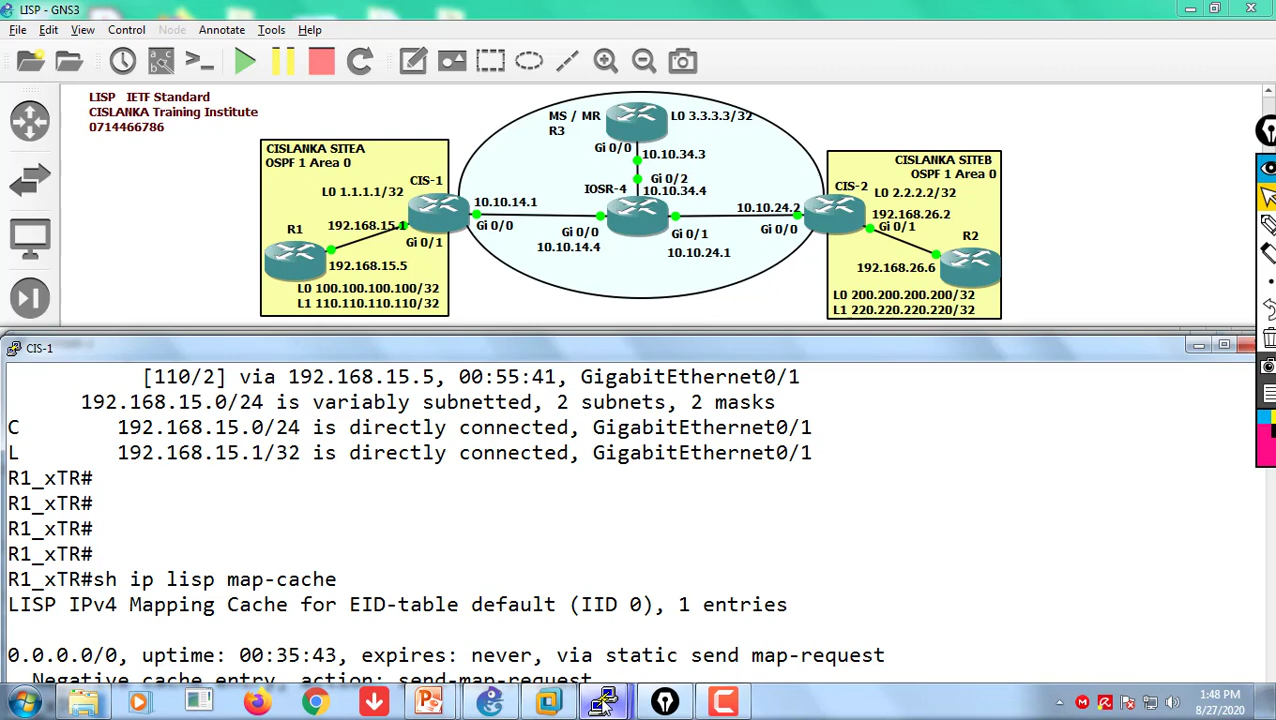 LISP - GNS3
File Edit View Control Node Annotate Tools Help
LISP IETF Standard
CISLANKA Training Institute
0714466786
MS / MR
R3
L0 3.3.3.3/32
Gi 0/0
10.10.34.3
Gi 0/2
10.10.34.4
IOSR-4
CISLANKA SITEA
OSPF 1 Area 0
CIS-1
L0 1.1.1.1/32
10.10.14.1
Gi 0/0
192.168.15.1
Gi 0/1
R1
192.168.15.5
L0 100.100.100.100/32
L1 110.110.110.110/32
Gi 0/0
10.10.14.4
Gi 0/1
10.10.24.1
10.10.24.2
Gi 0/0
CISLANKA SITEB
OSPF 1 Area 0
CIS-2
L0 2.2.2.2/32
192.168.26.2
Gi 0/1
R2
192.168.26.6
L0 200.200.200.200/32
L1 220.220.220.220/32
CIS-1
[110/2] via 192.168.15.5, 00:55:41, GigabitEthernet0/1
192.168.15.0/24 is variably subnetted, 2 subnets, 2 masks
C 192.168.15.0/24 is directly connected, GigabitEthernet0/1
L 192.168.15.1/32 is directly connected, GigabitEthernet0/1
R1_xTR#
R1_xTR#
R1_xTR#
R1_xTR#
R1_xTR#sh ip lisp map-cache
LISP IPv4 Mapping Cache for EID-table default (IID 0), 1 entries
0.0.0.0/0, uptime: 00:35:43, expires: never, via static send map-request
Negative cache entry, action: send-map-request
1:48 PM
8/27/2020